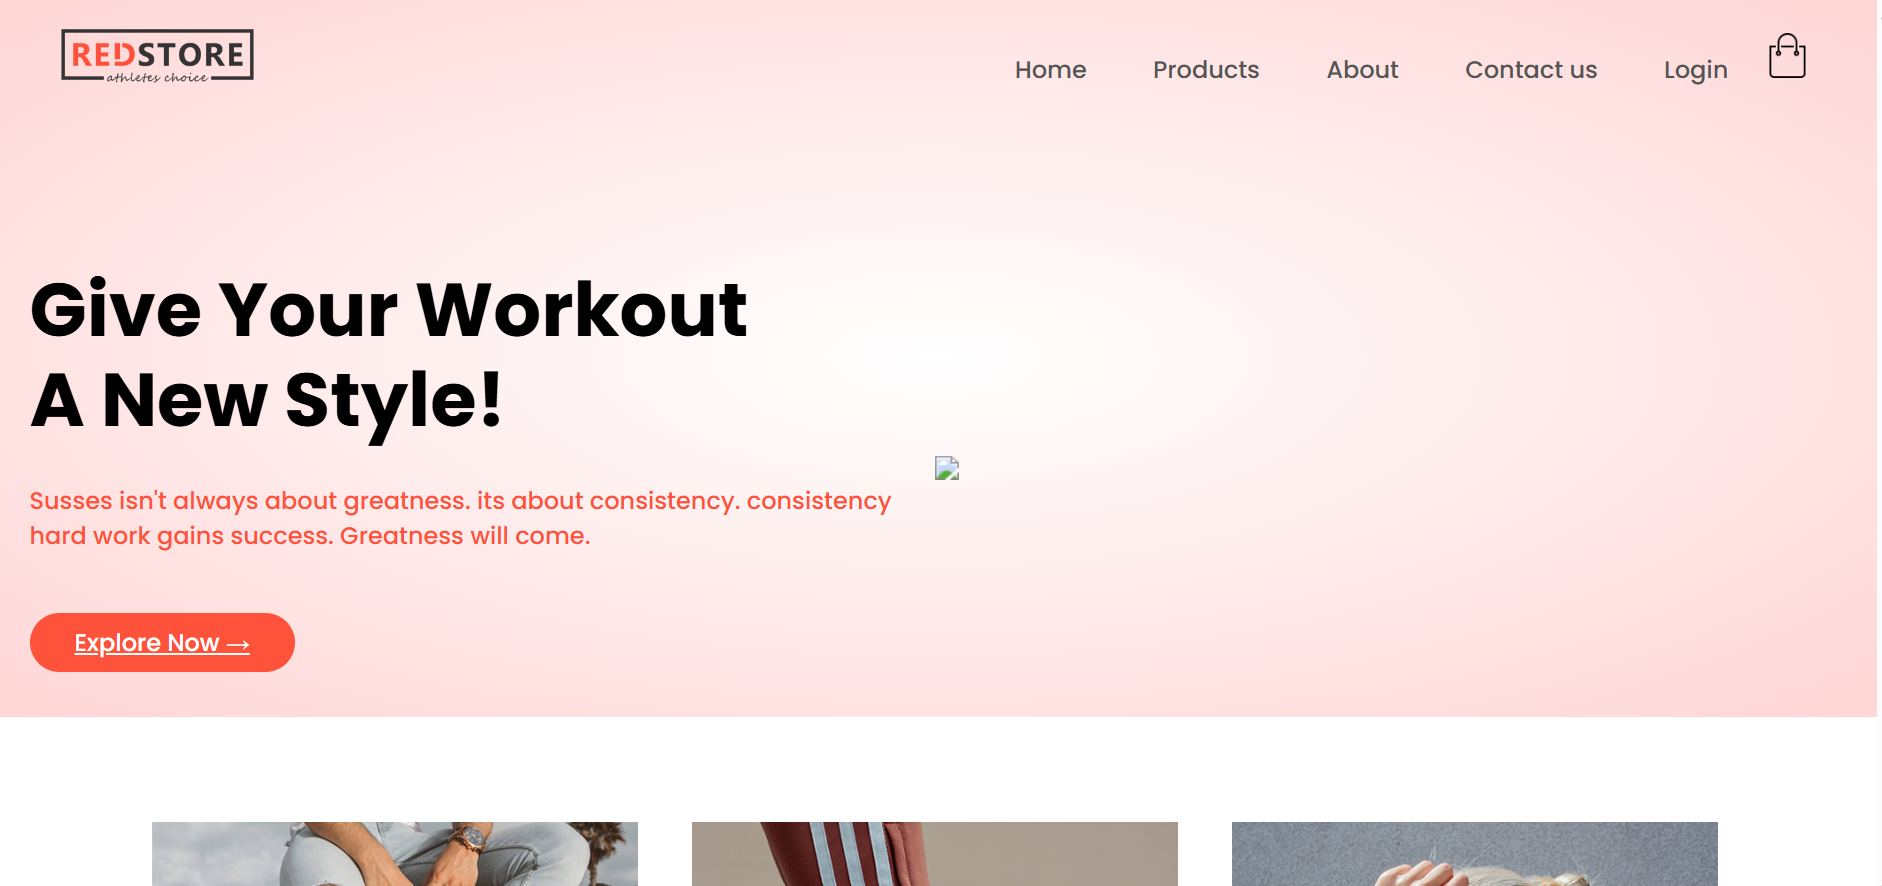 REDSTORE
athletes choice
Home Products About Contact us Login
Give Your Workout
A New Style!
Susses isn't always about greatness. its about consistency. consistency
hard work gains success. Greatness will come.
Explore Now →